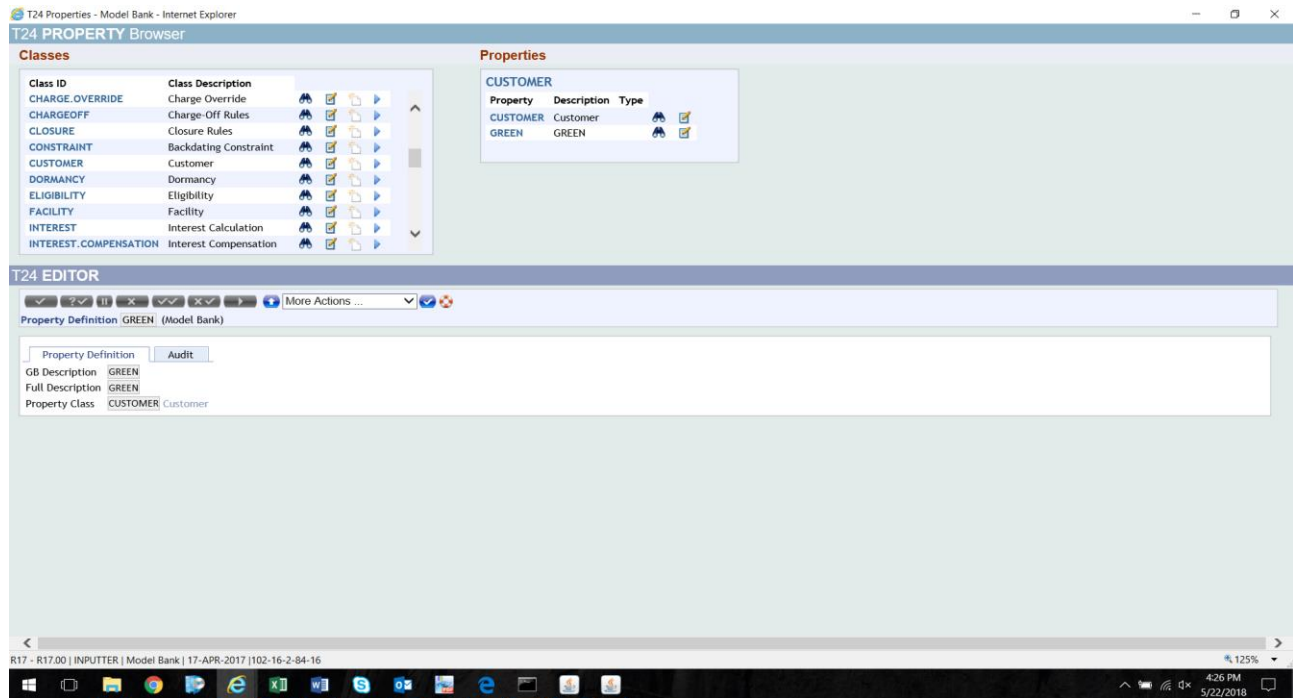 T24 Properties - Model Bank - Internet Explorer
T24 PROPERTY Browser
Classes
Class ID Class Description
CHARGE.OVERRIDE Charge Override
CHARGEOFF Charge-Off Rules
CLOSURE Closure Rules
CONSTRAINT Backdating Constraint
CUSTOMER Customer
DORMANCY Dormancy
ELIGIBILITY Eligibility
FACILITY Facility
INTEREST Interest Calculation
INTEREST.COMPENSATION Interest Compensation
Properties
CUSTOMER
Property Description Type
CUSTOMER Customer
GREEN GREEN
T24 EDITOR
More Actions ...
Property Definition GREEN (Model Bank)
Property Definition Audit
GB Description GREEN
Full Description GREEN
Property Class CUSTOMER Customer
R17 - R17.00 | INPUTTER | Model Bank | 17-APR-2017 |102-16-2-84-16
125%
4:26 PM
5/22/2018